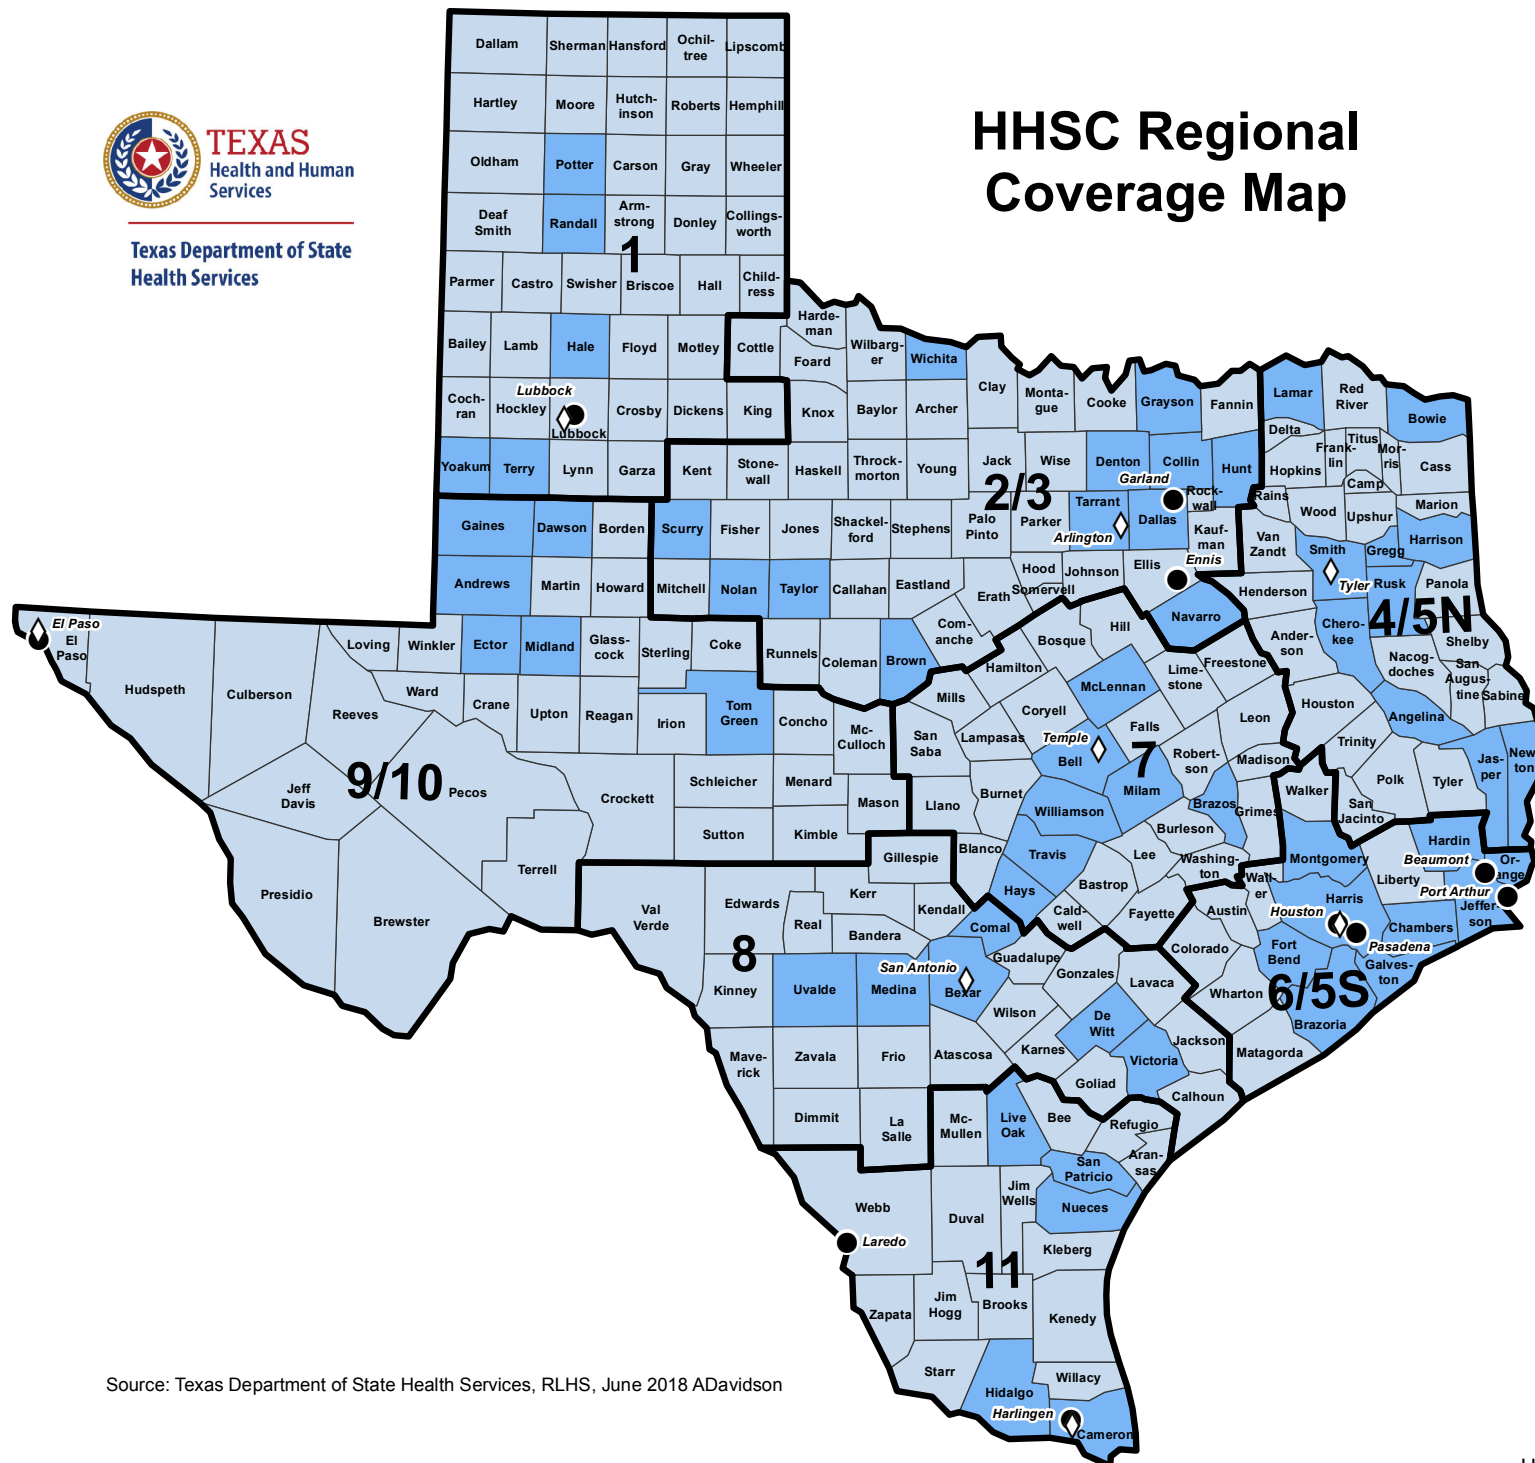 TEXAS
Health and Human
Services
Texas Department of State
Health Services
HHSC Regional
Coverage Map
Dallam Sherman Hansford Ochil-
tree Lipscomb
Hartley Moore Hutch-
inson Roberts Hemphill
Oldham Potter Carson Gray Wheeler
Deaf
Smith Randall Arm-
strong Donley Collings-
worth
1
Parmer Castro Swisher Briscoe Hall Child-
ress
Bailey Lamb Hale Floyd Motley Cottle
Harde-
man
Foard
Wilbarg-
er
Wichita
Clay
Monta-
gue
Cooke
Grayson
Fannin
Lamar
Red
River
Bowie
Coch-
ran
Hockley
Lubbock
Lubbock
Crosby Dickens King Knox Baylor Archer
Delta
Hopkins
Frank-
lin
Titus
Mor-
ris
Cass
Camp
Yoakum Terry Lynn Garza Kent Stone-
wall Haskell Throck-
morton Young Jack Wise Denton Collin Hunt
2/3
Garland
Rock-
wall
Rains
Wood
Upshur
Marion
Gaines Dawson Borden Scurry Fisher Jones Shackel-
ford Stephens Palo
Pinto Parker Tarrant
Arlington
Dallas
Kauf-
man
Van
Zandt
Smith
Gregg
Harrison
Andrews Martin Howard Mitchell Nolan Taylor Callahan Eastland Erath
Hood
Somervell
Johnson
Ellis
Ennis
Henderson
Tyler
Rusk
Panola
4/5N
Navarro
Hill
Bosque
Com-
anche
Ander-
son
Chero-
kee
Shelby
Nacog-
doches
San
Augus-
tine
Sabine
El Paso
El
Paso
Hudspeth
Culberson
Loving Winkler Ector Midland Glass-
cock Sterling Coke Runnels Coleman Brown
Hamilton
Mills
McLennan
Lime-
stone
Freestone
Reeves
Ward
Crane
Upton
Reagan
Irion
Tom
Green
Concho
Mc-
Culloch
San
Saba
Lampasas
Coryell
Temple
Bell
Falls
7
Milam
Robert-
son
Leon
Madison
Houston
Trinity
Angelina
Polk
Tyler
Jas-
per
New-
ton
9/10
Jeff
Davis
Pecos
Crockett
Schleicher
Menard
Mason
Llano
Burnet
Williamson
Brazos
Grimes
Walker
San
Jacinto
Sutton
Kimble
Gillespie
Blanco
Travis
Lee
Burleson
Washing-
ton
Montgomery
Liberty
Hardin
Beaumont
Or-
ange
Port Arthur
Jeffer-
son
Presidio
Brewster
Terrell
Val
Verde
Edwards
Kerr
Real
Bandera
Kendall
Hays
Comal
Cald-
well
Bastrop
Fayette
Austin
Wall-
er
Harris
Houston
Pasadena
Chambers
8
Kinney
Uvalde
Medina
San Antonio
Bexar
Guadalupe
Gonzales
Lavaca
Colorado
Fort
Bend
Galves-
ton
6/5S
Wharton
Brazoria
Matagorda
Wilson
De
Witt
Karnes
Victoria
Jackson
Mave-
rick
Zavala
Frio
Atascosa
Goliad
Calhoun
Dimmit
La
Salle
Mc-
Mullen
Live
Oak
Bee
Refugio
Aran-
sas
San
Patricio
Webb
Duval
Jim
Wells
Nueces
Laredo
Kleberg
11
Zapata
Jim
Hogg
Brooks
Kenedy
Starr
Hidalgo
Willacy
Harlingen
Cameron
Source: Texas Department of State Health Services, RLHS, June 2018 ADavidson